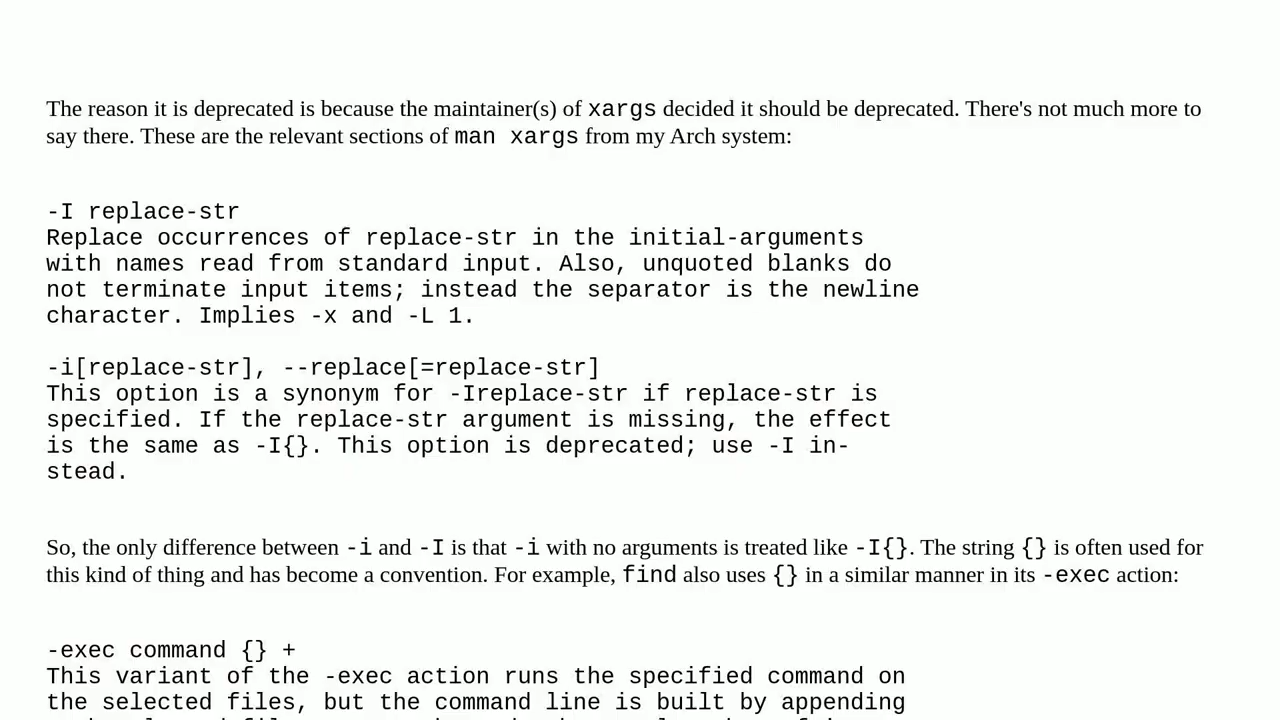 The reason it is deprecated is because the maintainer(s) of xargs decided it should be deprecated. There's not much more to
say there. These are the relevant sections of man xargs from my Arch system:
-I replace-str
Replace occurrences of replace-str in the initial-arguments
with names read from standard input. Also, unquoted blanks do
not terminate input items; instead the separator is the newline
character. Implies -x and -L 1.
-i[replace-str], --replace[=replace-str]
This option is a synonym for -Ireplace-str if replace-str is
specified. If the replace-str argument is missing, the effect
is the same as -I{}. This option is deprecated; use -I in-
stead.
So, the only difference between -i and -I is that -i with no arguments is treated like -I{}. The string {} is often used for
this kind of thing and has become a convention. For example, find also uses {} in a similar manner in its -exec action:
-exec command {} +
This variant of the -exec action runs the specified command on
the selected files, but the command line is built by appending